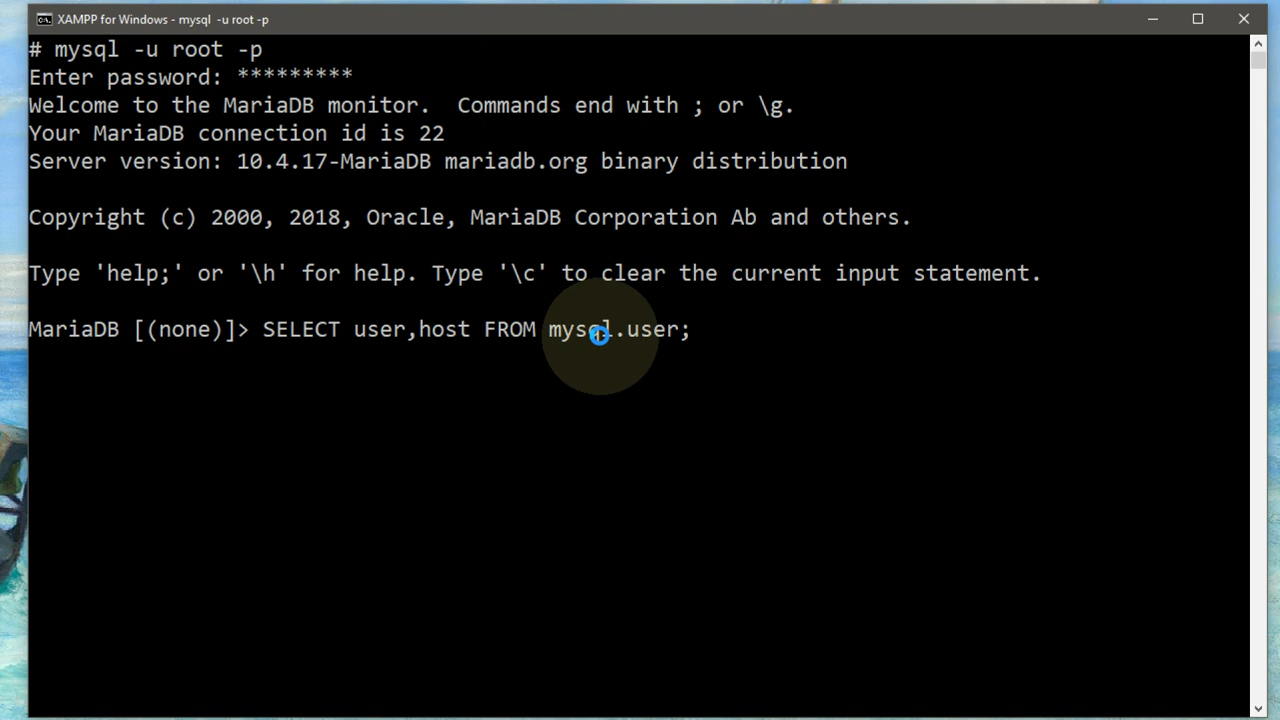 XAMPP for Windows - mysql -u root -p
# mysql -u root -p
Enter password: *********
Welcome to the MariaDB monitor.  Commands end with ; or \g.
Your MariaDB connection id is 22
Server version: 10.4.17-MariaDB mariadb.org binary distribution
Copyright (c) 2000, 2018, Oracle, MariaDB Corporation Ab and others.
Type 'help;' or '\h' for help. Type '\c' to clear the current input statement.
MariaDB [(none)]> SELECT user,host FROM mysql.user;